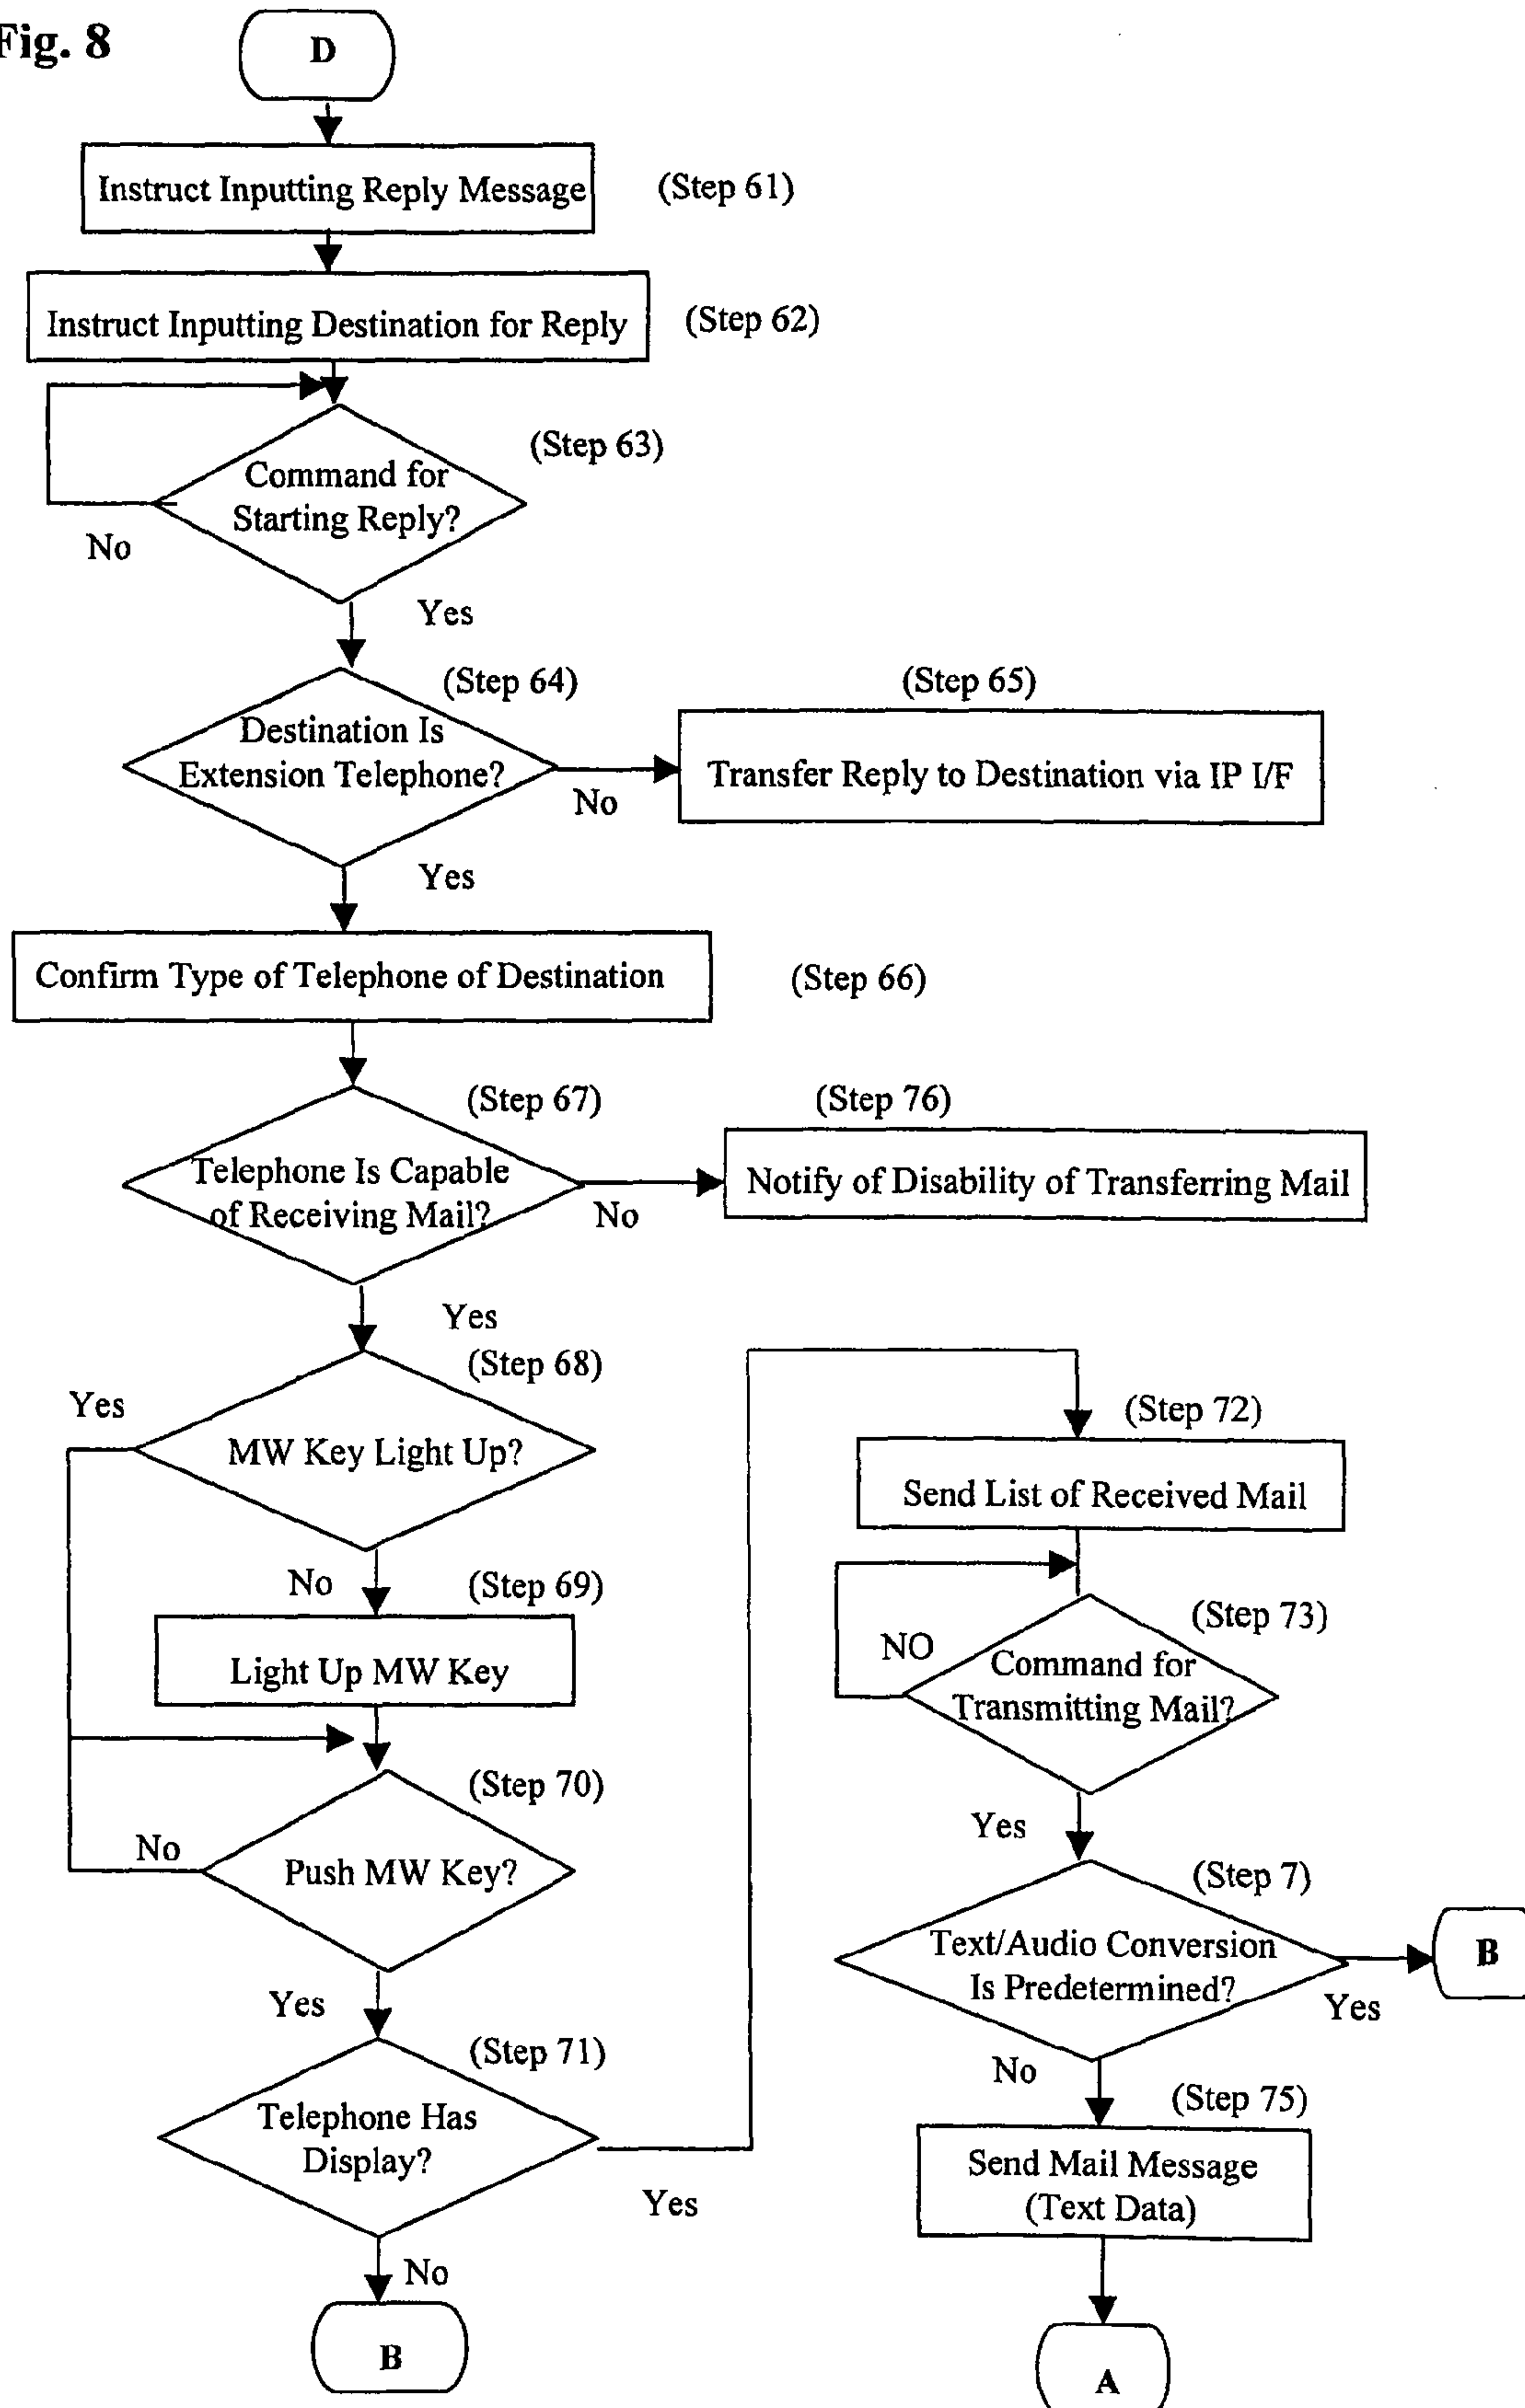 Fig. 8
D
Instruct Inputting Reply Message
(Step 61)
Instruct Inputting Destination for Reply
(Step 62)
(Step 63)
Command for
Starting Reply?
No
Yes
(Step 64)
Destination Is
Extension Telephone?
No
(Step 65)
Transfer Reply to Destination via IP I/F
Yes
Confirm Type of Telephone of Destination
(Step 66)
(Step 67)
Telephone Is Capable
of Receiving Mail?
No
(Step 76)
Notify of Disability of Transferring Mail
Yes
(Step 68)
Yes
MW Key Light Up?
No
(Step 69)
Light Up MW Key
(Step 70)
No
Push MW Key?
Yes
(Step 71)
Telephone Has
Display?
Yes
No
B
(Step 72)
Send List of Received Mail
(Step 73)
NO
Command for
Transmitting Mail?
Yes
(Step 7)
Text/Audio Conversion
Is Predetermined?
Yes
B
No
(Step 75)
Send Mail Message
(Text Data)
A